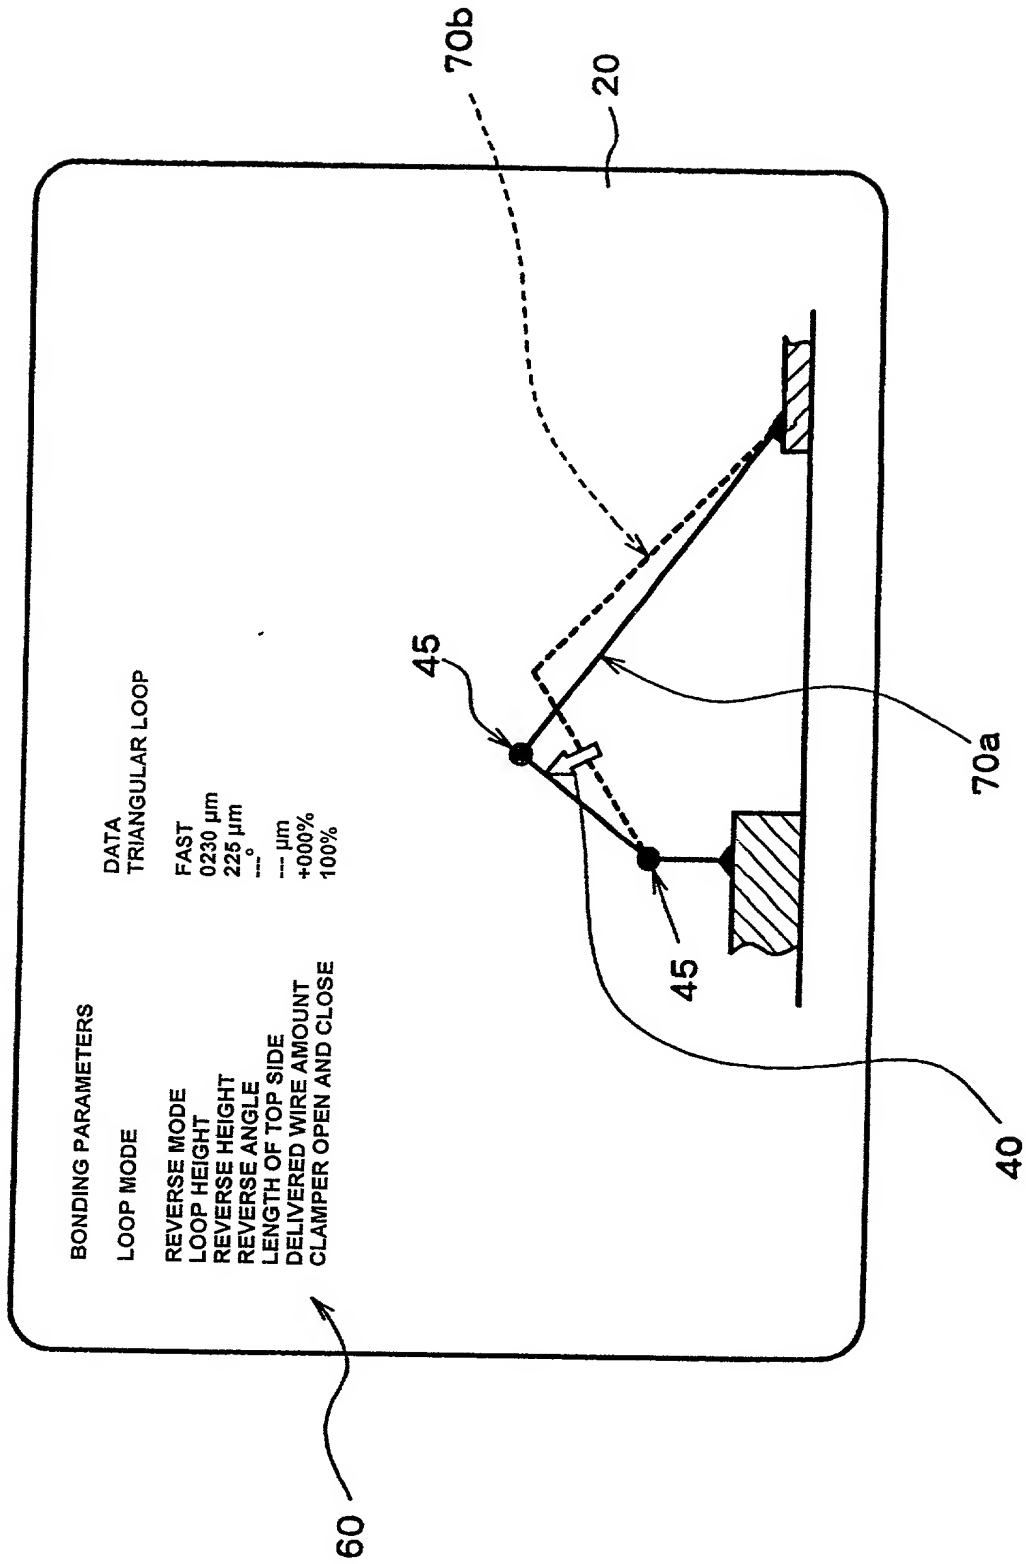 BONDING PARAMETERS
DATA
LOOP MODE TRIANGULAR LOOP
REVERSE MODE FAST
LOOP HEIGHT 0230 µm
REVERSE HEIGHT 225 µm
REVERSE ANGLE ---°
LENGTH OF TOP SIDE --- µm
DELIVERED WIRE AMOUNT +000%
CLAMPER OPEN AND CLOSE 100%
60
45
70b
20
45
70a
40